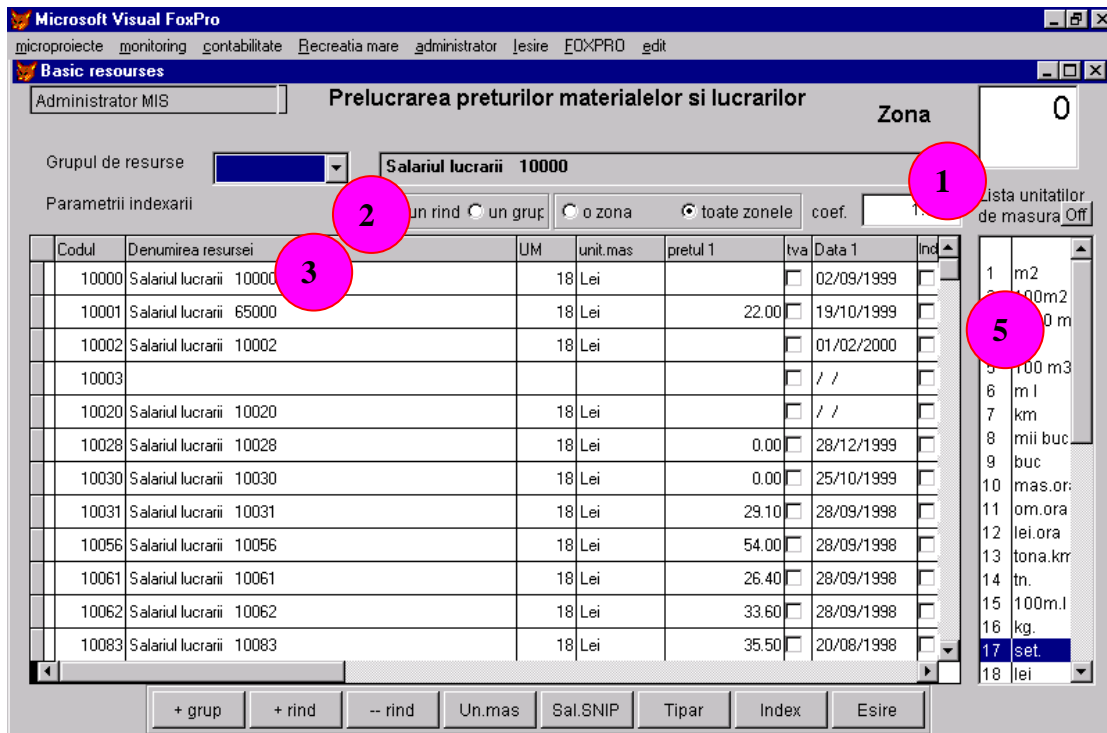 Microsoft Visual FoxPro
microproiecte monitoring contabilitate Recreatia mare administrator Iesire FOXPRO edit
Basic resourses
Administrator MIS
Prelucrarea preturilor materialelor si lucrarilor
Zona
0
Grupul de resurse
Salariul lucrarii 10000
1
Lista unitatilor
de masura Off
Parametrii indexarii
2
un rind un grup o zona toate zonele coef.
Codul Denumirea resursei UM unit.mas pretul 1 tva Data 1 Ind
3
10000 Salariul lucrarii 10000 18 Lei 02/09/1999
10001 Salariul lucrarii 65000 18 Lei 22.00 19/10/1999
10002 Salariul lucrarii 10002 18 Lei 01/02/2000
10003 / /
10020 Salariul lucrarii 10020 18 Lei / /
10028 Salariul lucrarii 10028 18 Lei 0.00 28/12/1999
10030 Salariul lucrarii 10030 18 Lei 0.00 25/10/1999
10031 Salariul lucrarii 10031 18 Lei 29.10 28/09/1998
10056 Salariul lucrarii 10056 18 Lei 54.00 28/09/1998
10061 Salariul lucrarii 10061 18 Lei 26.40 28/09/1998
10062 Salariul lucrarii 10062 18 Lei 33.60 28/09/1998
10083 Salariul lucrarii 10083 18 Lei 35.50 20/08/1998
1 m2
100m2
5
100 m3
6 m l
7 km
8 mii buc
9 buc
10 mas.ora
11 om.ora
12 lei.ora
13 tona.km
14 tn.
15 100m.l
16 kg.
17 set.
18 lei
+ grup + rind -- rind Un.mas Sal.SNIP Tipar Index Esire